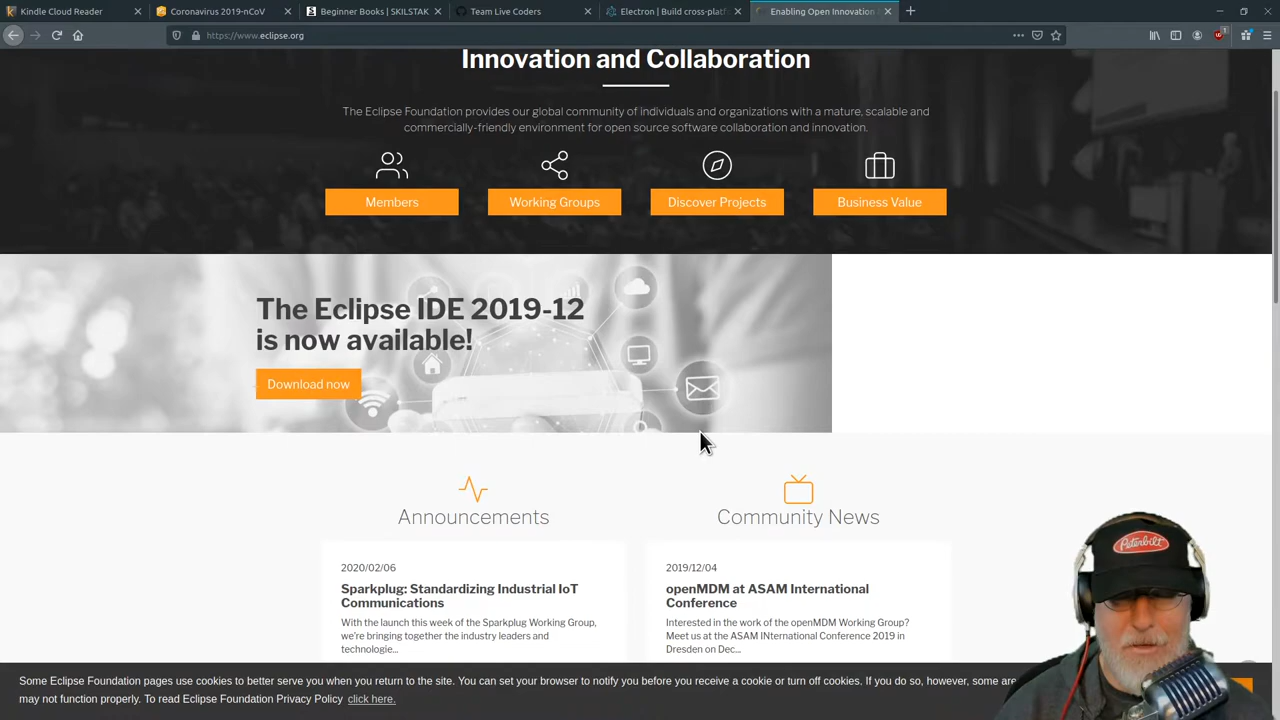 Kindle Cloud Reader
Coronavirus 2019-nCoV
Beginner Books | SKILSTAK
Team Live Coders
Electron | Build cross-platf
Enabling Open Innovation
https://www.eclipse.org
1
Innovation and Collaboration
The Eclipse Foundation provides our global community of individuals and organizations with a mature, scalable and
commercially-friendly environment for open source software collaboration and innovation.
Members
Working Groups
Discover Projects
Business Value
The Eclipse IDE 2019-12
is now available!
Download now
Announcements
Community News
2020/02/06
Sparkplug: Standardizing Industrial IoT
Communications
With the launch this week of the Sparkplug Working Group,
we're bringing together the industry leaders and
technologie...
2019/12/04
openMDM at ASAM International
Conference
Interested in the work of the openMDM Working Group?
Meet us at the ASAM INternational Conference 2019 in
Dresden on Dec...
Peterbilt
Some Eclipse Foundation pages use cookies to better serve you when you return to the site. You can set your browser to notify you before you receive a cookie or turn off cookies. If you do so, however, some are
may not function properly. To read Eclipse Foundation Privacy Policy click here.